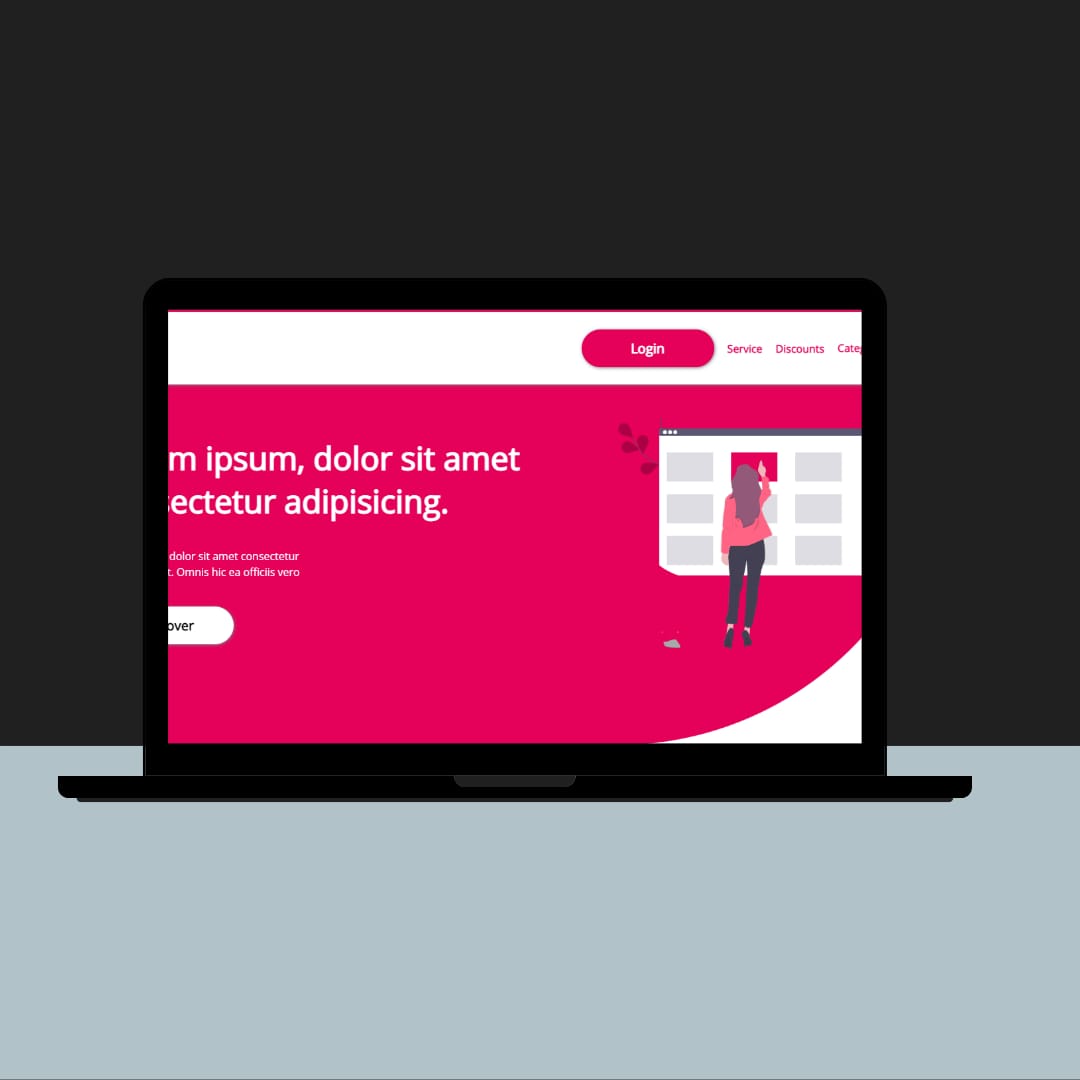 Login Service Discounts Categ
m ipsum, dolor sit amet
sectetur adipisicing.
dolor sit amet consectetur
t. Omnis hic ea officiis vero
over